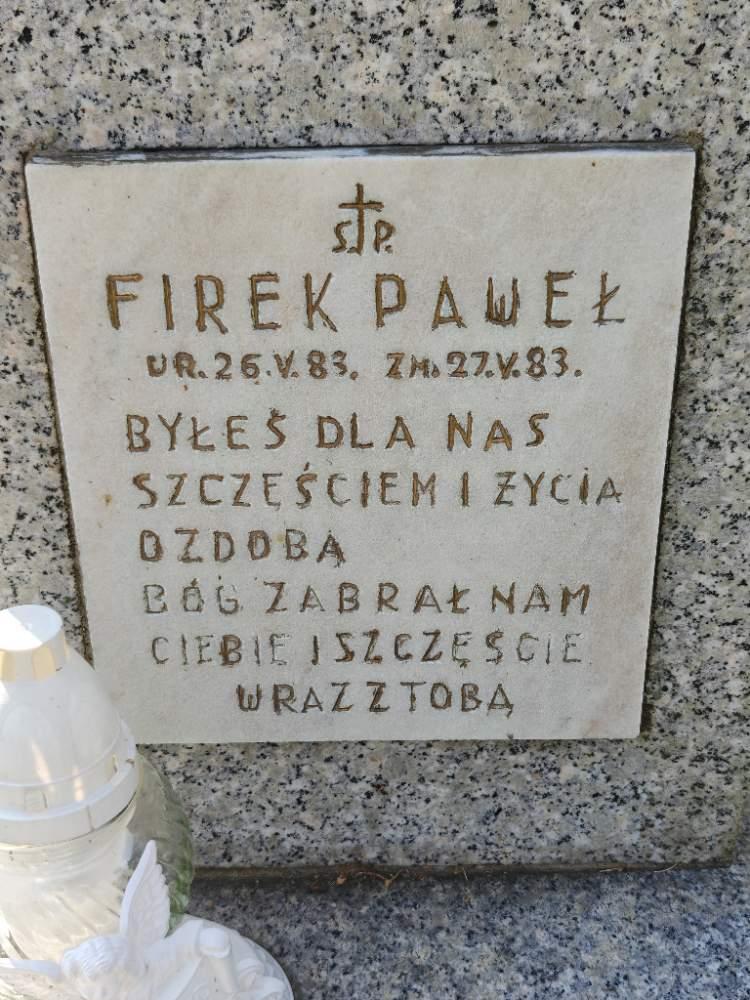 Ś.P.
FIREK PAWEŁ
UR. 26.V.83. ZM. 27.V.83.
BYŁEŚ DLA NAS
SZCZĘŚCIEM I ŻYCIA
OZDOBĄ
BÓG ZABRAŁ NAM
CIEBIE I SZCZĘŚCIE
WRAZ Z TOBĄ